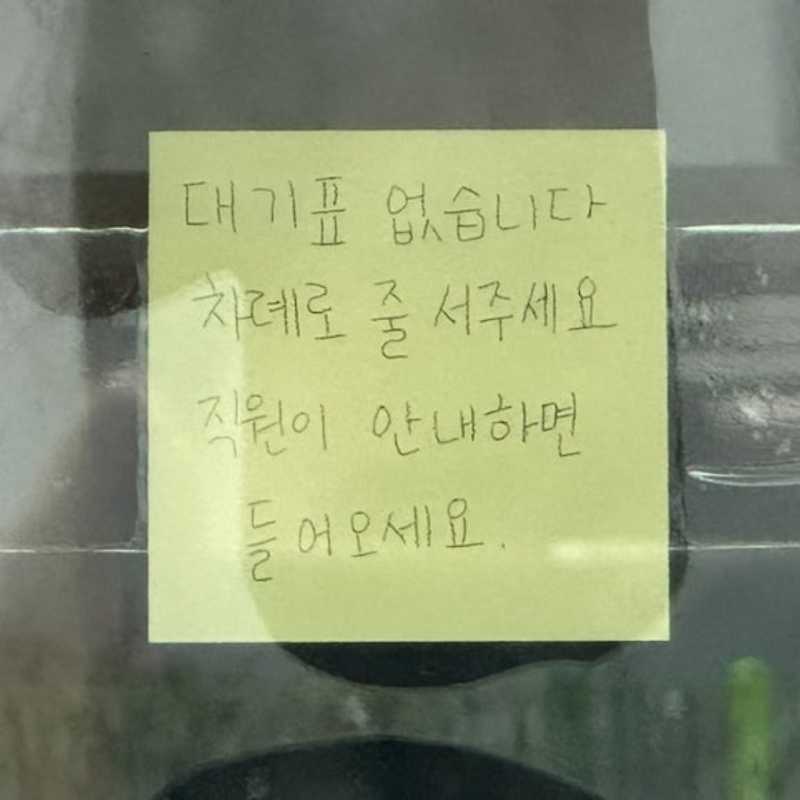 대기표 없습니다
차례로 줄 서주세요
직원이 안내하면
들어오세요.